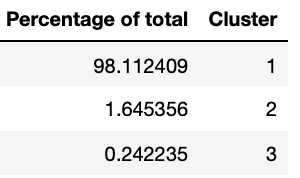 Percentage of total Cluster
98.112409 1
1.645356 2
0.242235 3